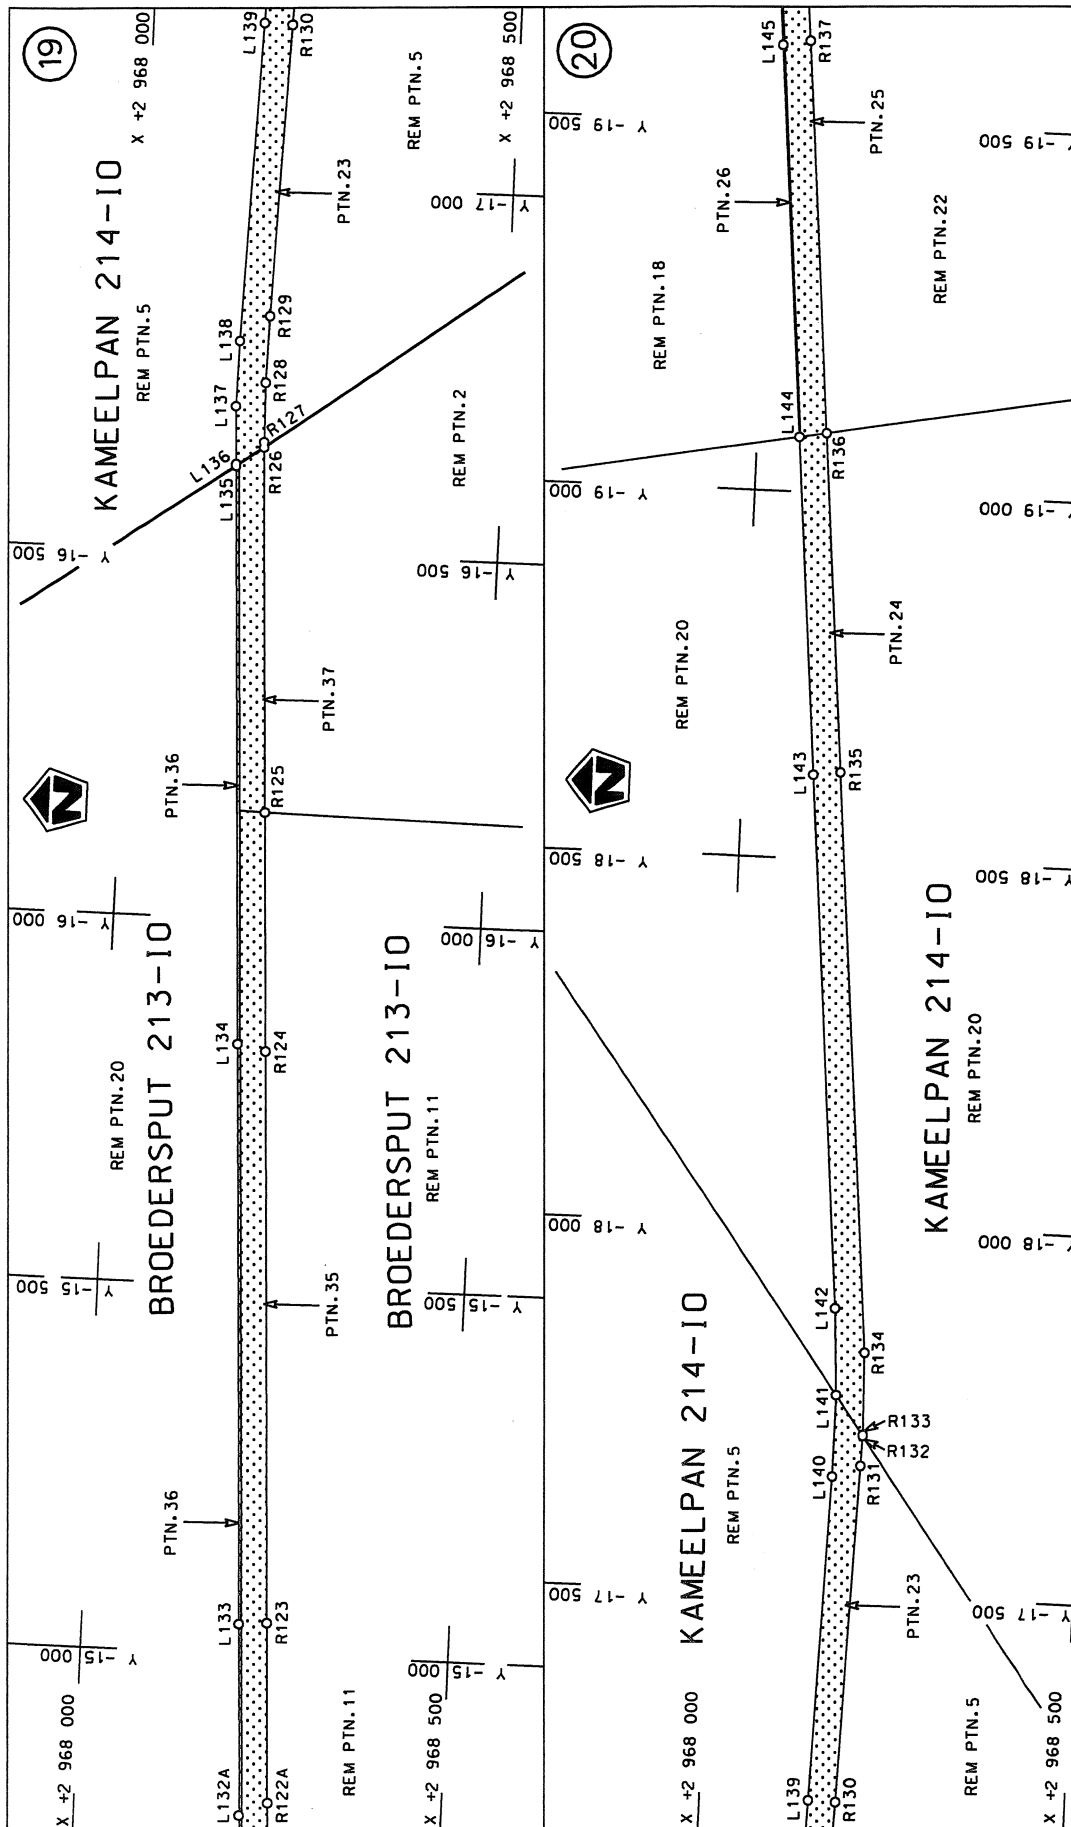 19
X +2 968 000
Y -15 000
Y -15 500
Y -16 000
Y -16 500
KAMEELPAN 214-IO
REM PTN.5
X +2 968 000
REM PTN.20
BROEDERSPUT 213-IO
PTN.36
PTN.36
N
L132A
L133
L134
L135
L136
L137
L138
L139
R122A
R123
R124
R125
R126
R127
R128
R129
R130
PTN.35
PTN.37
PTN.23
REM PTN.11
BROEDERSPUT 213-IO
REM PTN.11
REM PTN.2
REM PTN.5
X +2 968 500
Y -15 000
Y -15 500
Y -16 000
Y -16 500
Y -17 000
X +2 968 500
20
Y -17 500
Y -18 000
Y -18 500
Y -19 000
Y -19 500
X +2 968 000
KAMEELPAN 214-IO
REM PTN.5
N
REM PTN.20
REM PTN.18
PTN.26
L139
L140
L141
L142
L143
L144
L145
R130
R131
R132
R133
R134
R135
R136
R137
PTN.23
PTN.24
PTN.25
REM PTN.5
KAMEELPAN 214-IO
REM PTN.20
REM PTN.22
X +2 968 500
Y -17 500
Y -18 000
Y -18 500
Y -19 000
Y -19 500